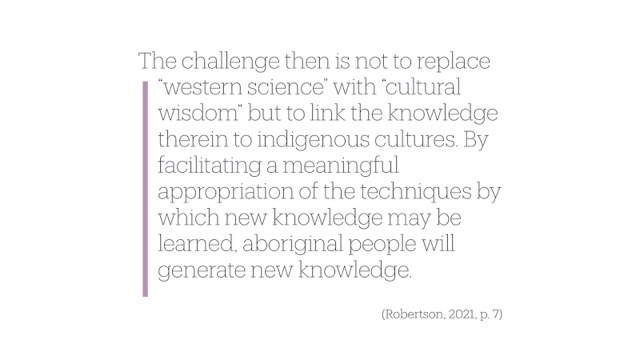 The challenge then is not to replace
“western science” with “cultural
wisdom” but to link the knowledge
therein to indigenous cultures. By
facilitating a meaningful
appropriation of the techniques by
which new knowledge may be
learned, aboriginal people will
generate new knowledge.
(Robertson, 2021, p. 7)